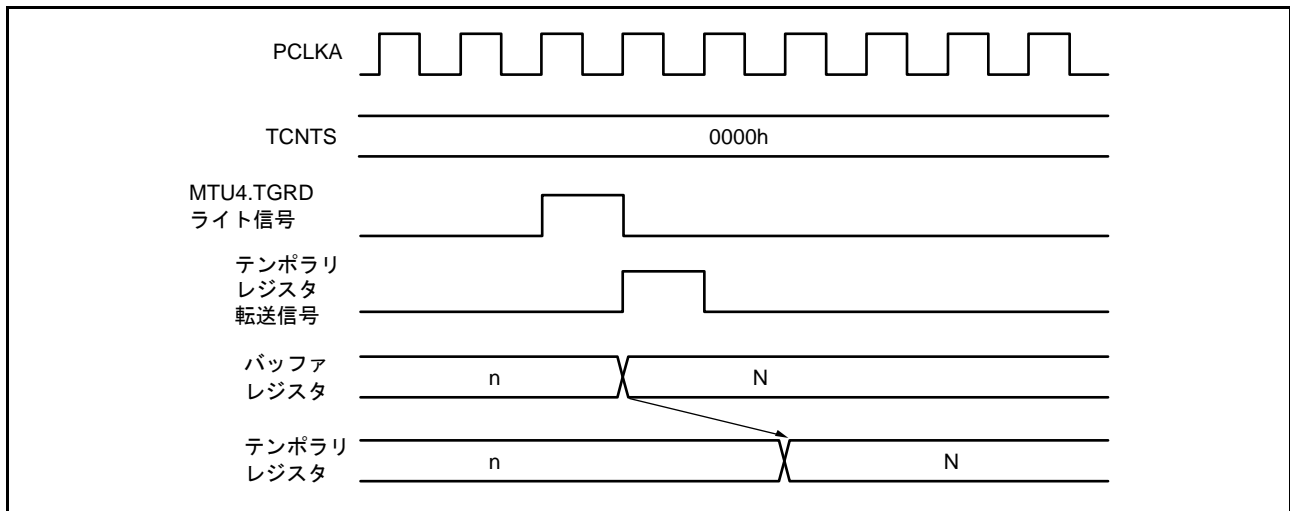 PCLKA
TCNTS
0000h
MTU4.TGRD
ライト信号
テンポラリ
レジスタ
転送信号
バッファ
レジスタ
n
N
テンポラリ
レジスタ
n
N